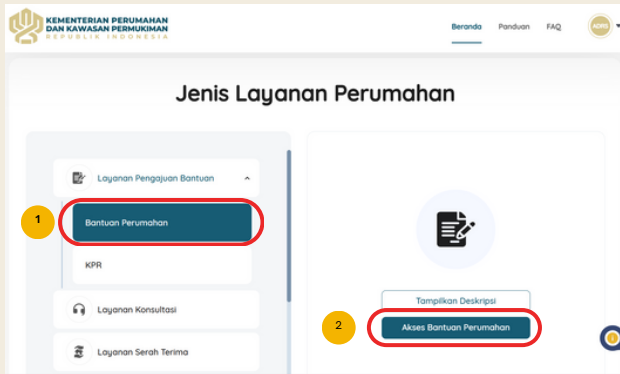 KEMENTERIAN PERUMAHAN
DAN KAWASAN PERMUKIMAN
REPUBLIK INDONESIA
Beranda Panduan FAQ
Jenis Layanan Perumahan
Layanan Pengajuan Bantuan
1
Bantuan Perumahan
KPR
Layanan Konsultasi
Layanan Serah Terima
Tampilkan Deskripsi
2
Akses Bantuan Perumahan